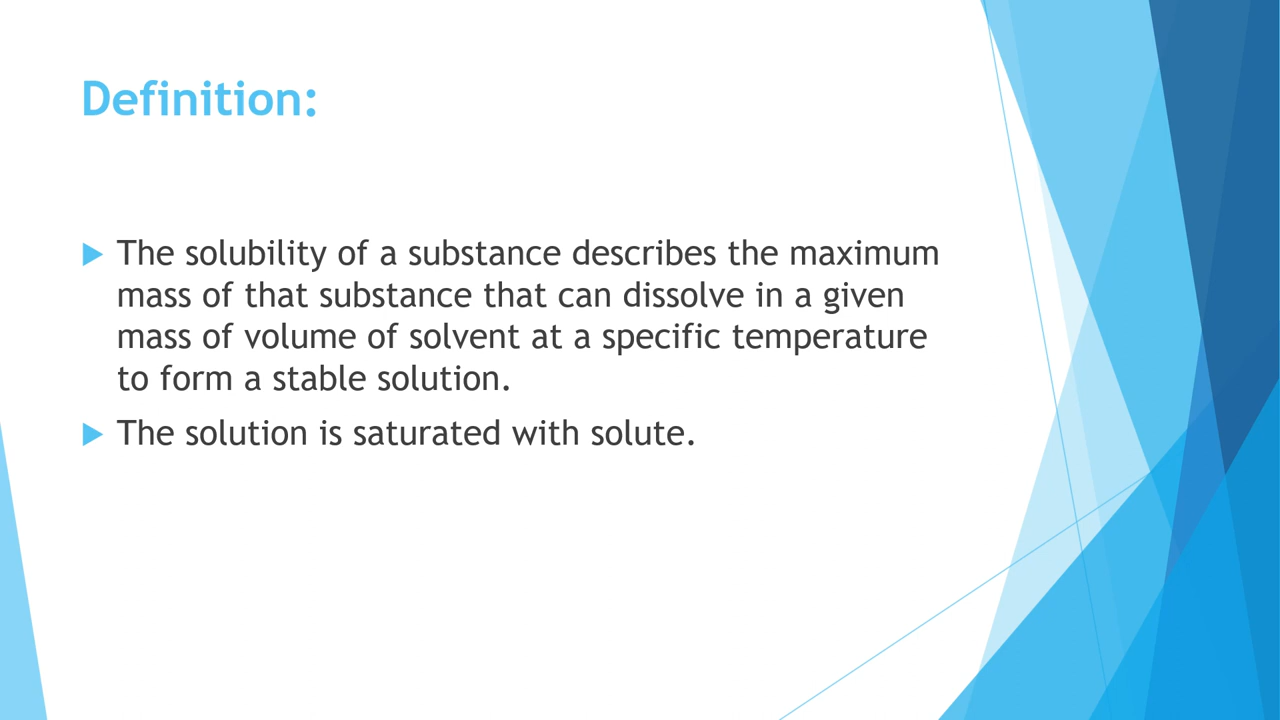 Definition:
The solubility of a substance describes the maximum
mass of that substance that can dissolve in a given
mass of volume of solvent at a specific temperature
to form a stable solution.
The solution is saturated with solute.